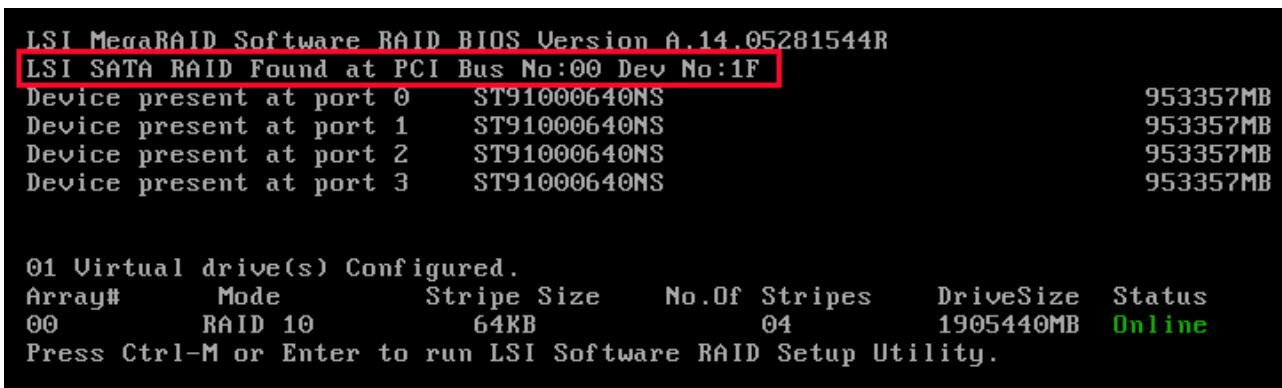 LSI MegaRAID Software RAID BIOS Version A.14.05281544R
LSI SATA RAID Found at PCI Bus No:00 Dev No:1F
Device present at port 0 ST91000640NS 953357MB
Device present at port 1 ST91000640NS 953357MB
Device present at port 2 ST91000640NS 953357MB
Device present at port 3 ST91000640NS 953357MB
01 Virtual drive(s) Configured.
Array# Mode Stripe Size No.Of Stripes DriveSize Status
00 RAID 10 64KB 04 1905440MB Online
Press Ctrl-M or Enter to run LSI Software RAID Setup Utility.